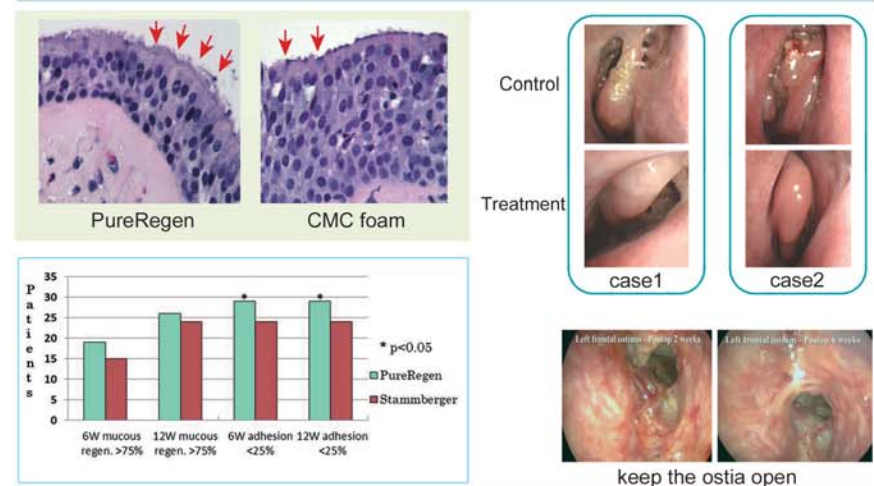 PureRegen
CMC foam
Control
Treatment
case1
case2
Patients
35
30
25
20
15
10
5
0
*
*
6W mucous
regen. >75%
12W mucous
regen. >75%
6W adhesion
<25%
12W adhesion
<25%
* p<0.05
PureRegen
Stammberger
Left frontal ostium - Postop 2 weeks
Left frontal ostium - Postop 6 weeks
keep the ostia open